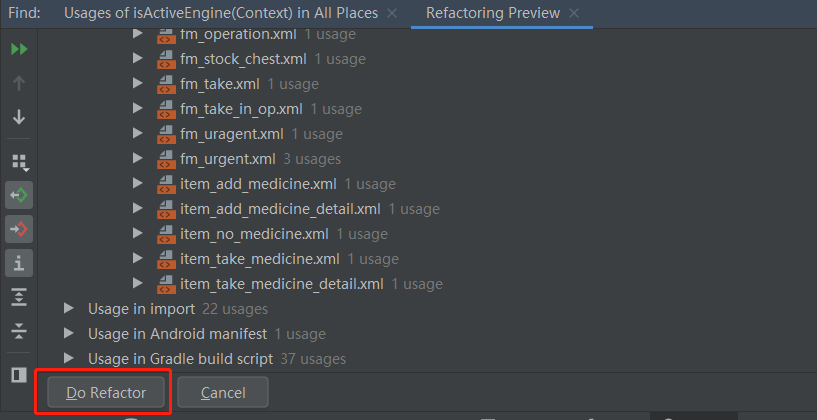 Find: Usages of isActiveEngine(Context) in All Places Refactoring Preview
fm_operation.xml 1 usage
fm_stock_chest.xml 1 usage
fm_take.xml 1 usage
fm_take_in_op.xml 1 usage
fm_uragent.xml 1 usage
fm_urgent.xml 3 usages
item_add_medicine.xml 1 usage
item_add_medicine_detail.xml 1 usage
item_no_medicine.xml 1 usage
item_take_medicine.xml 1 usage
item_take_medicine_detail.xml 1 usage
Usage in import 22 usages
Usage in Android manifest 1 usage
Usage in Gradle build script 37 usages
Do Refactor Cancel